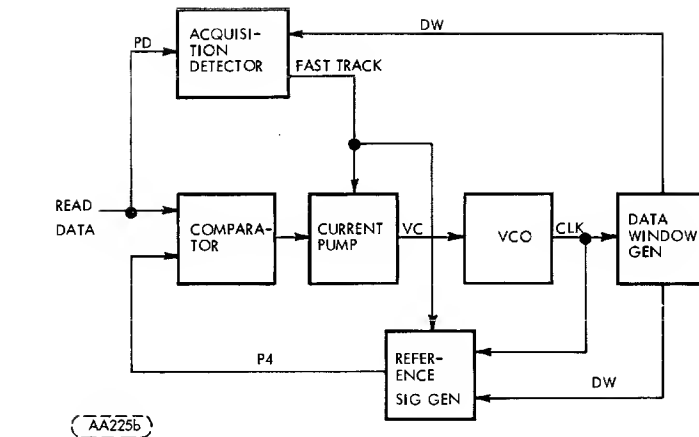 DW
ACQUISI-
TION
DETECTOR
PD
FAST TRACK
READ
DATA
COMPARA-
TOR
CURRENT
PUMP
VC
VCO
CLK
DATA
WINDOW
GEN
P4
REFER-
ENCE
SIG GEN
DW
AA225b